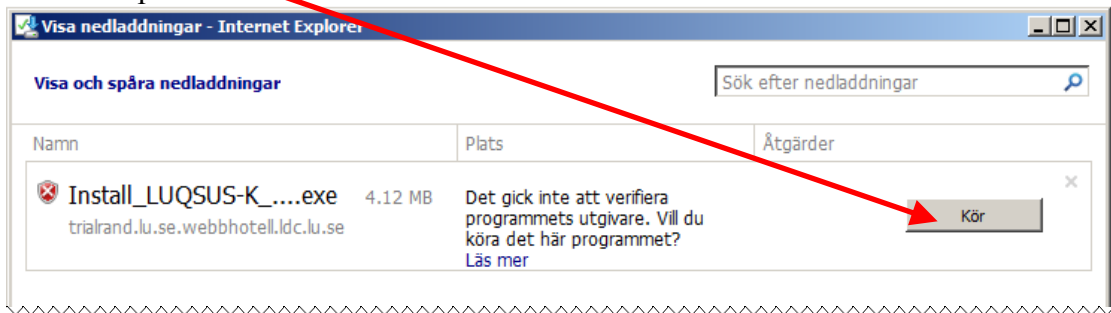 Visa nedladdningar - Internet Explorer
Visa och spåra nedladdningar
Sök efter nedladdningar
Namn Plats Åtgärder
Install_LUQSUS-K_....exe 4.12 MB
trialrand.lu.se.webbhotell.ldc.lu.se
Det gick inte att verifiera
programmets utgivare. Vill du
köra det här programmet?
Läs mer
Kör